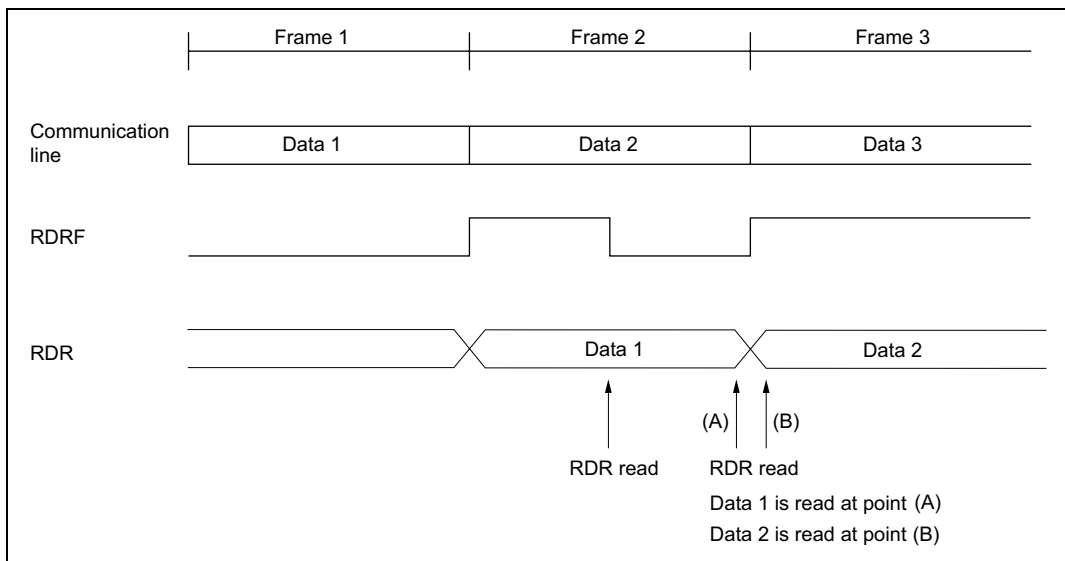 Frame 1 Frame 2 Frame 3
Communication
line
Data 1 Data 2 Data 3
RDRF
RDR
Data 1 Data 2
(A) (B)
RDR read RDR read
Data 1 is read at point (A)
Data 2 is read at point (B)